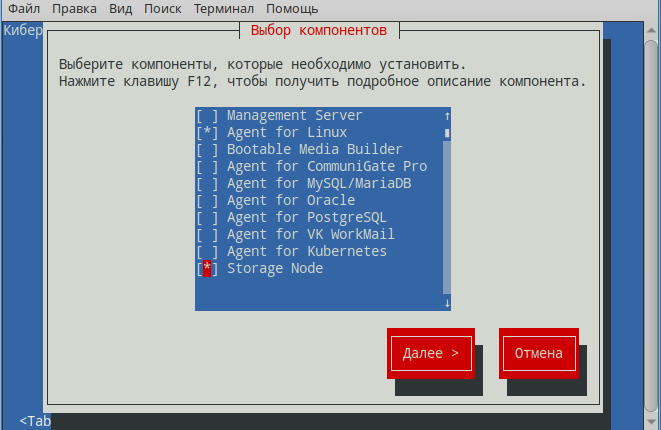 Файл Правка Вид Поиск Терминал Помощь
Кибер
Выбор компонентов
Выберите компоненты, которые необходимо установить.
Нажмите клавишу F12, чтобы получить подробное описание компонента.
[ ] Management Server
[*] Agent for Linux
[ ] Bootable Media Builder
[ ] Agent for CommuniGate Pro
[ ] Agent for MySQL/MariaDB
[ ] Agent for Oracle
[ ] Agent for PostgreSQL
[ ] Agent for VK WorkMail
[ ] Agent for Kubernetes
[*] Storage Node
Далее > Отмена
<Tab